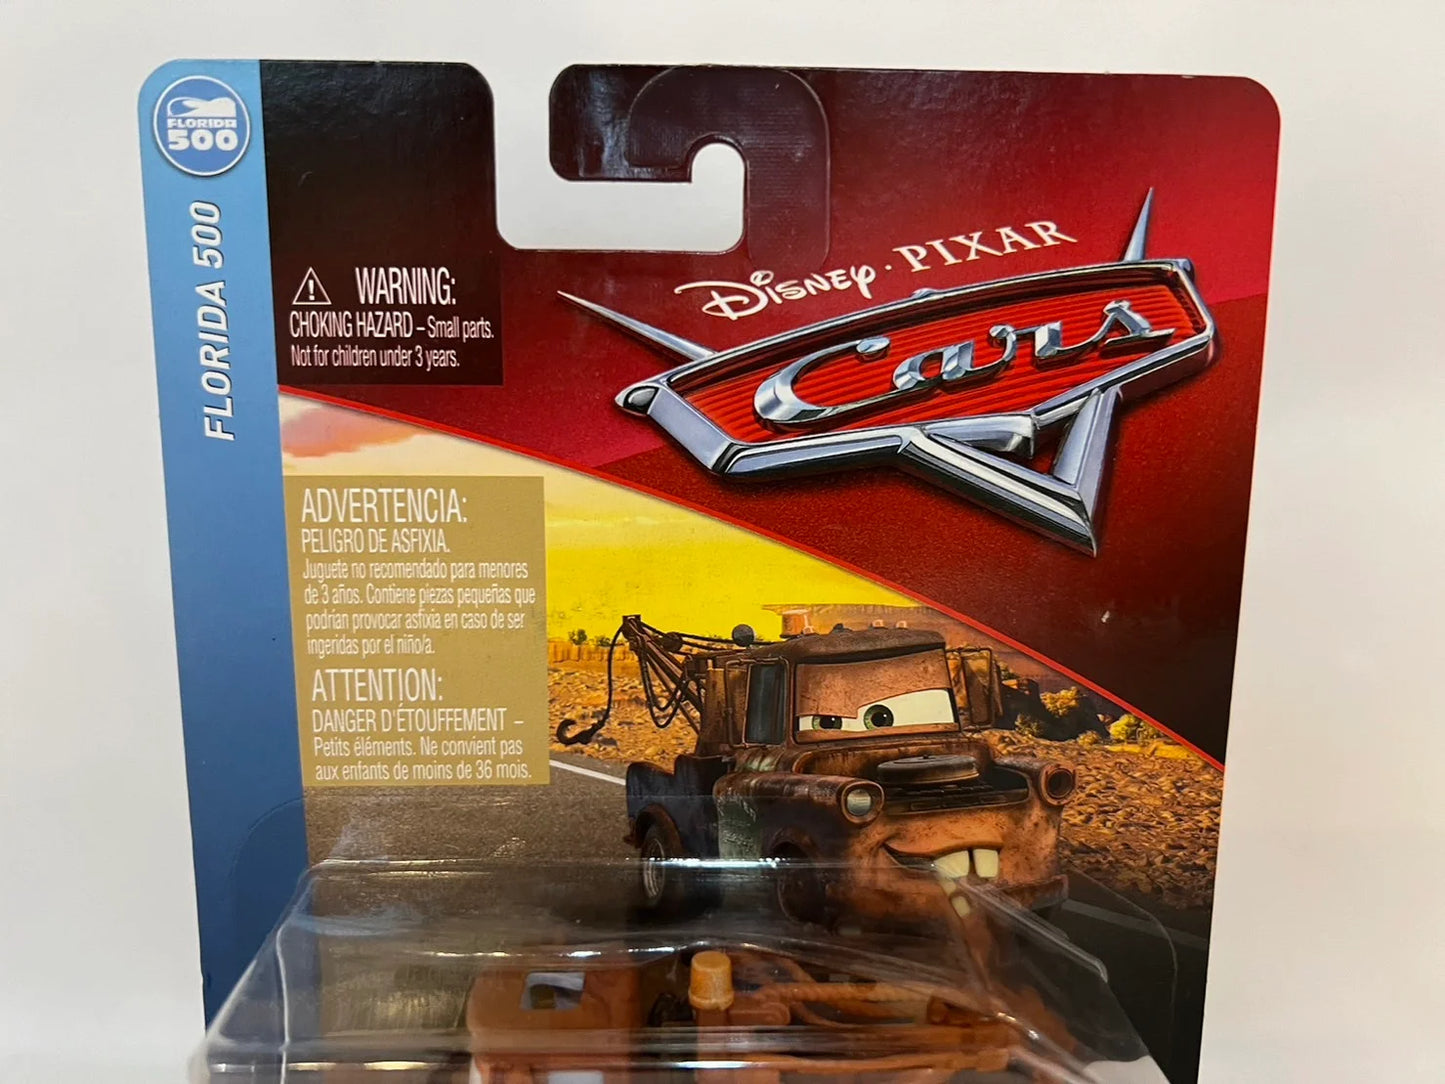 FLORIDA
500
FLORIDA 500
WARNING:
CHOKING HAZARD – Small parts.
Not for children under 3 years.
DISNEY · PIXAR
Cars
ADVERTENCIA:
PELIGRO DE ASFIXIA.
Juguete no recomendado para menores
de 3 años. Contiene piezas pequeñas que
podrían provocar asfixia en caso de ser
ingeridas por el niño/a.
ATTENTION:
DANGER D'ÉTOUFFEMENT –
Petits éléments. Ne convient pas
aux enfants de moins de 36 mois.